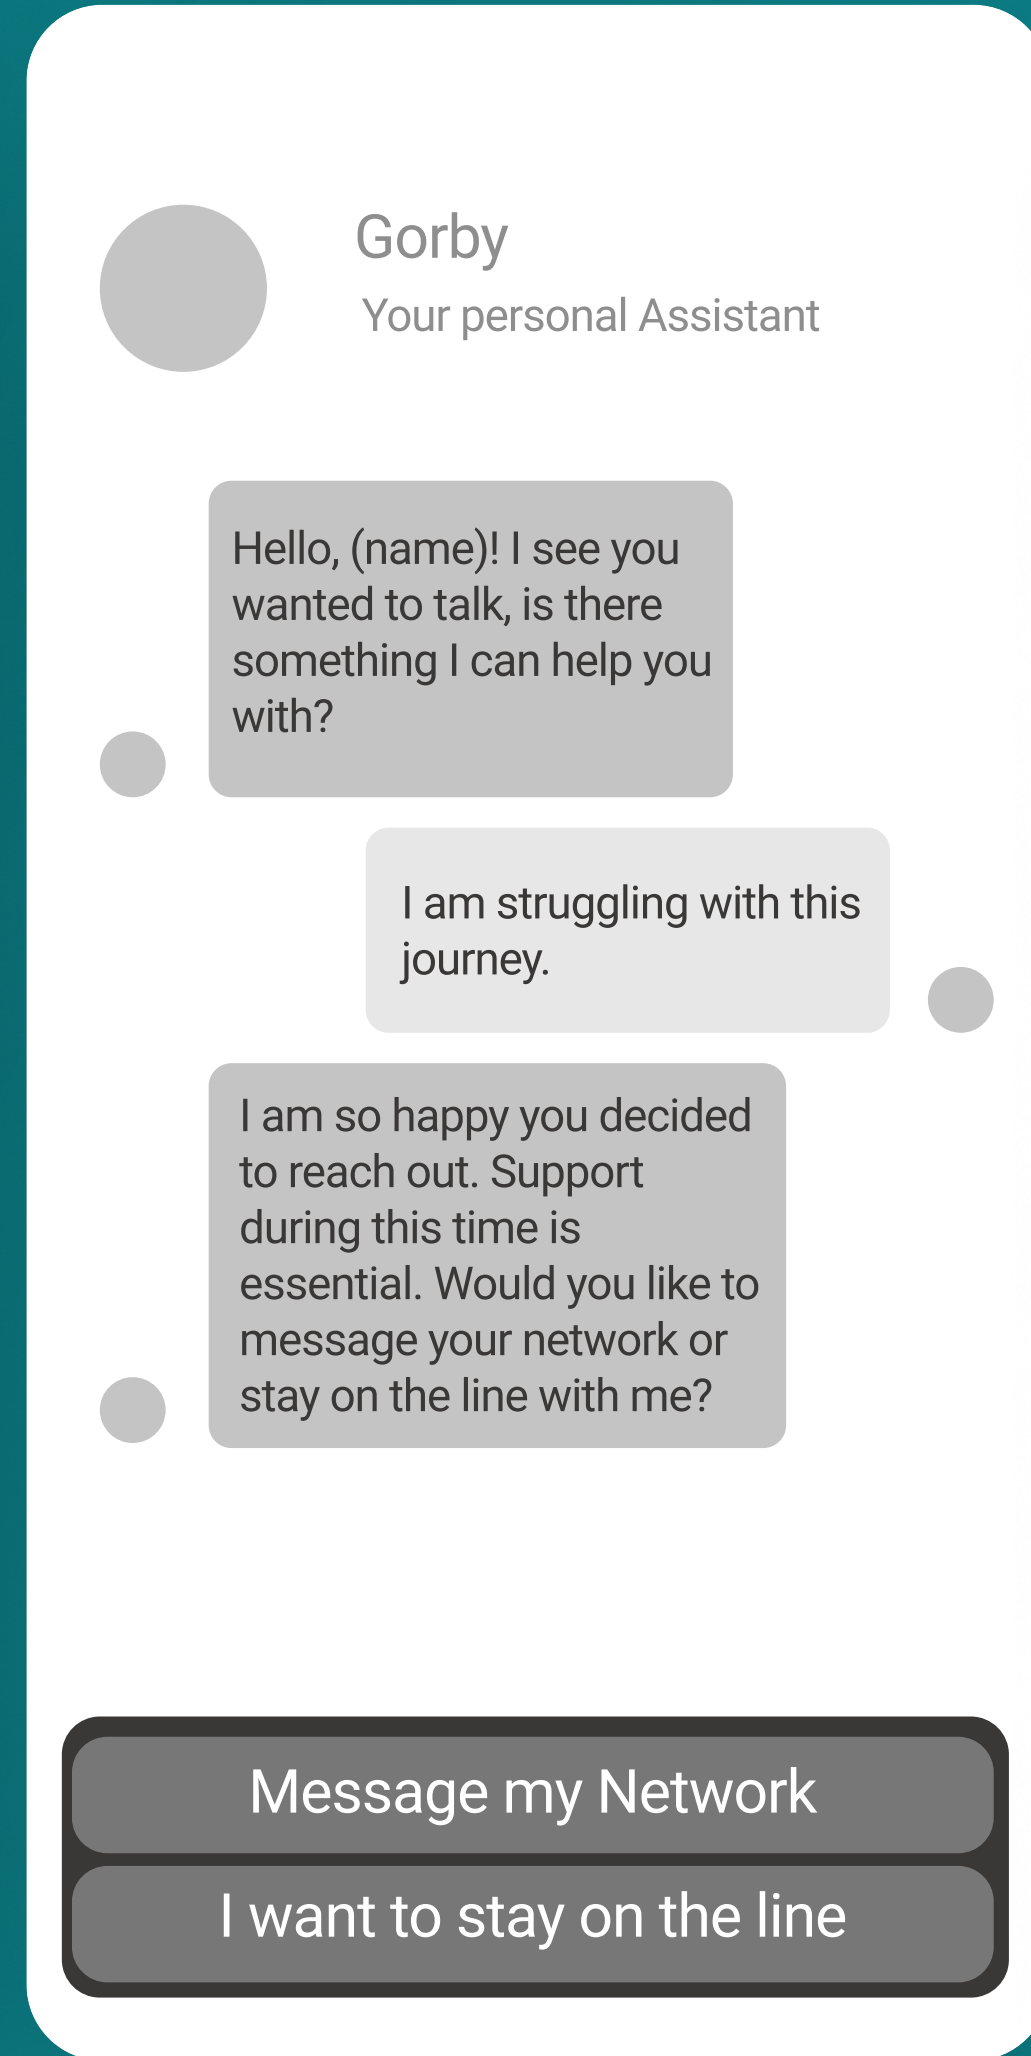 Gorby
Your personal Assistant
Hello, (name)! I see you
wanted to talk, is there
something I can help you
with?
I am struggling with this
journey.
I am so happy you decided
to reach out. Support
during this time is
essential. Would you like to
message your network or
stay on the line with me?
Message my Network
I want to stay on the line